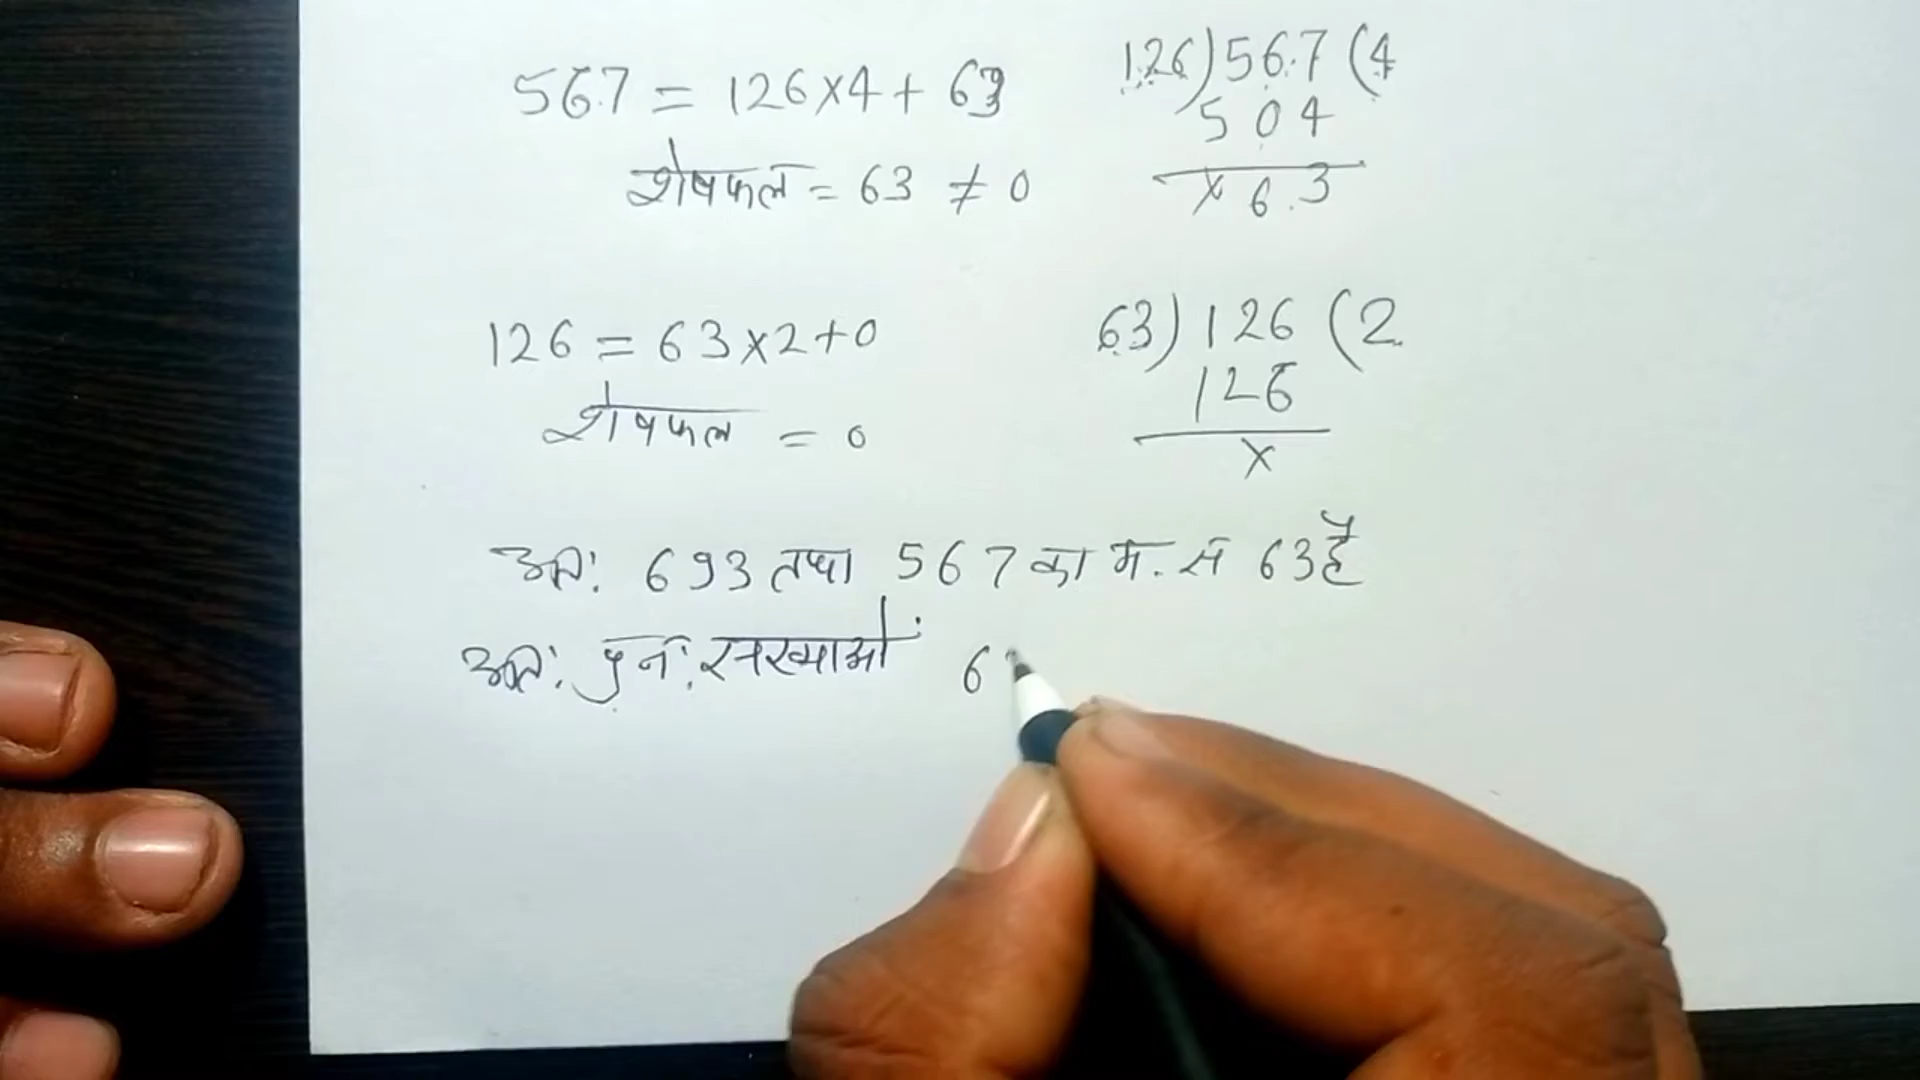 567 = 126×4 + 63
शेषफल = 63 ≠ 0
126)567(4
504
×63
126 = 63×2+0
शेषफल = 0
63)126(2
126
×
अतः 693 तथा 567 का म. स 63 है
अतः पुनः संख्याओं 6